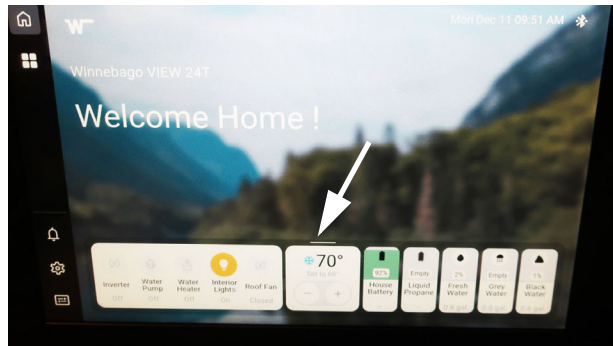 Mon Dec 11 09:51 AM
W
Winnebago VIEW 24T
Welcome Home !
70°
92%
Empty
2%
Empty
1%
Inverter
Water Pump
Water Heater
Interior Lights
Roof Fan
House Battery
Liquid Propane
Fresh Water
Grey Water
Black Water
Off
Off
Off
On
Closed